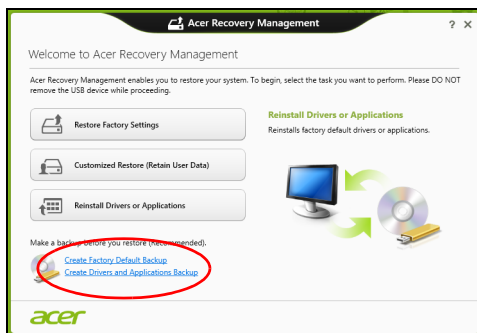 Acer Recovery Management
? X
Welcome to Acer Recovery Management
Acer Recovery Management enables you to restore your system. To begin, select the task you want to perform. Please DO NOT
remove the USB device while proceeding.
Restore Factory Settings
Customized Restore (Retain User Data)
Reinstall Drivers or Applications
Reinstall Drivers or Applications
Reinstalls factory default drivers or applications.
Make a backup before you restore (Recommended).
Create Factory Default Backup
Create Drivers and Applications Backup
acer